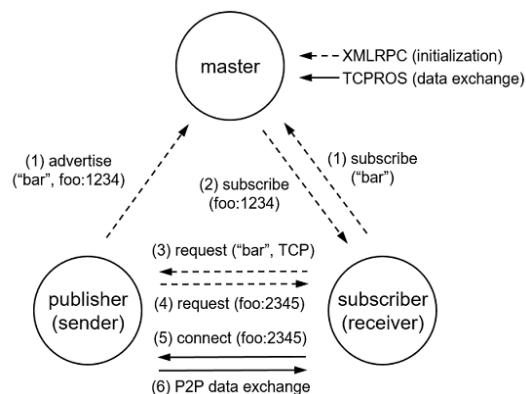 master
XMLRPC (initialization)
TCPROS (data exchange)
(1) advertise
(“bar”, foo:1234)
(2) subscribe
(foo:1234)
(1) subscribe
(“bar”)
(3) request (“bar”, TCP)
(4) request (foo:2345)
(5) connect (foo:2345)
(6) P2P data exchange
publisher
(sender)
subscriber
(receiver)